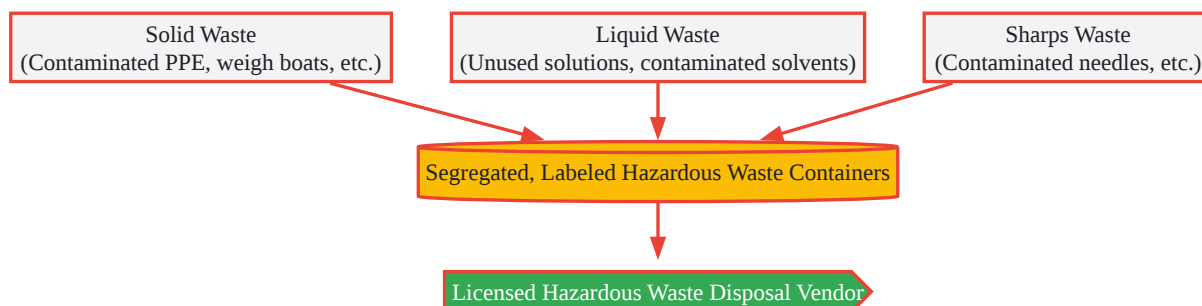 Solid Waste
(Contaminated PPE, weigh boats, etc.)
Liquid Waste
(Unused solutions, contaminated solvents)
Sharps Waste
(Contaminated needles, etc.)
Segregated, Labeled Hazardous Waste Containers
Licensed Hazardous Waste Disposal Vendor